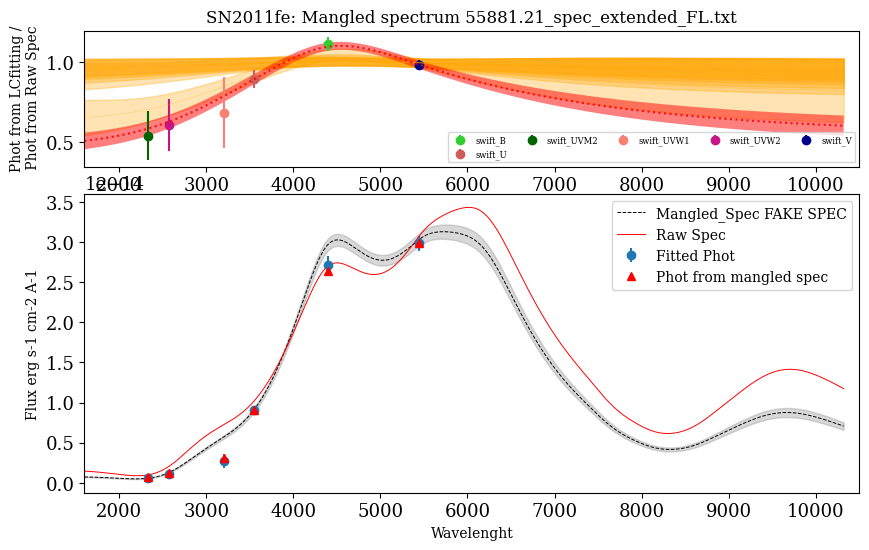 SN2011fe: Mangled spectrum 55881.21_spec_extended_FL.txt
Phot from LCfitting /
Phot from Raw Spec
1.0
0.5
swift_B
swift_UVM2
swift_UVW1
swift_UVW2
swift_V
swift_U
2000 3000 4000 5000 6000 7000 8000 9000 10000
1e−14
Flux erg s-1 cm-2 A-1
3.5
3.0
2.5
2.0
1.5
1.0
0.5
0.0
Mangled_Spec FAKE SPEC
Raw Spec
Fitted Phot
Phot from mangled spec
2000 3000 4000 5000 6000 7000 8000 9000 10000
Wavelenght